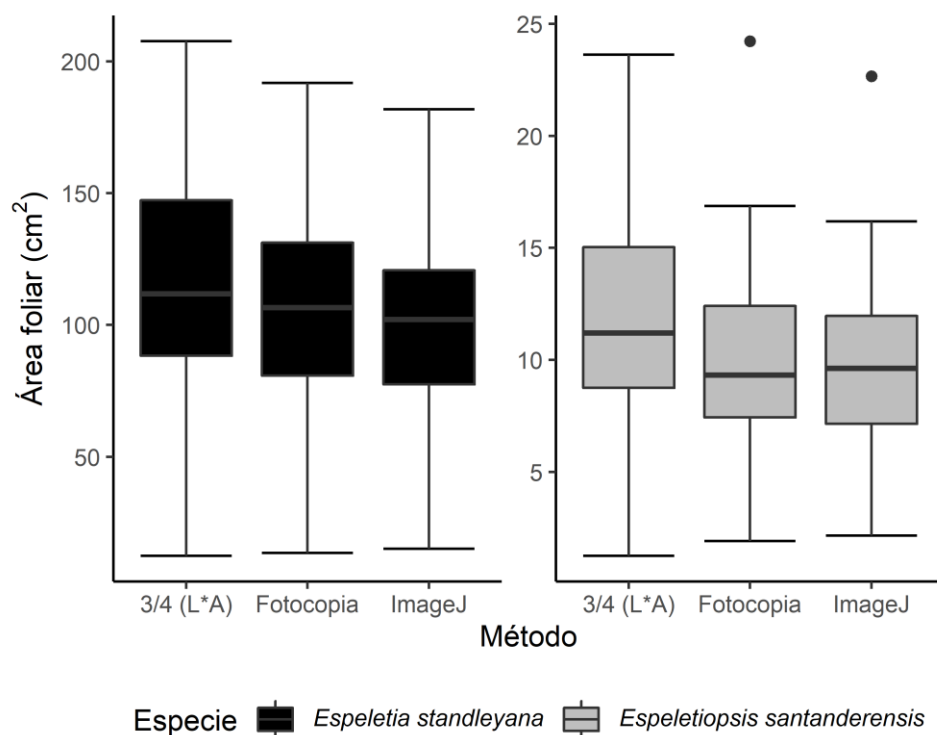 Área foliar (cm²)
200
150
100
50
3/4 (L*A) Fotocopia ImageJ
25
20
15
10
5
3/4 (L*A) Fotocopia ImageJ
Método
Especie Espeletia standleyana Espeletiopsis santanderensis